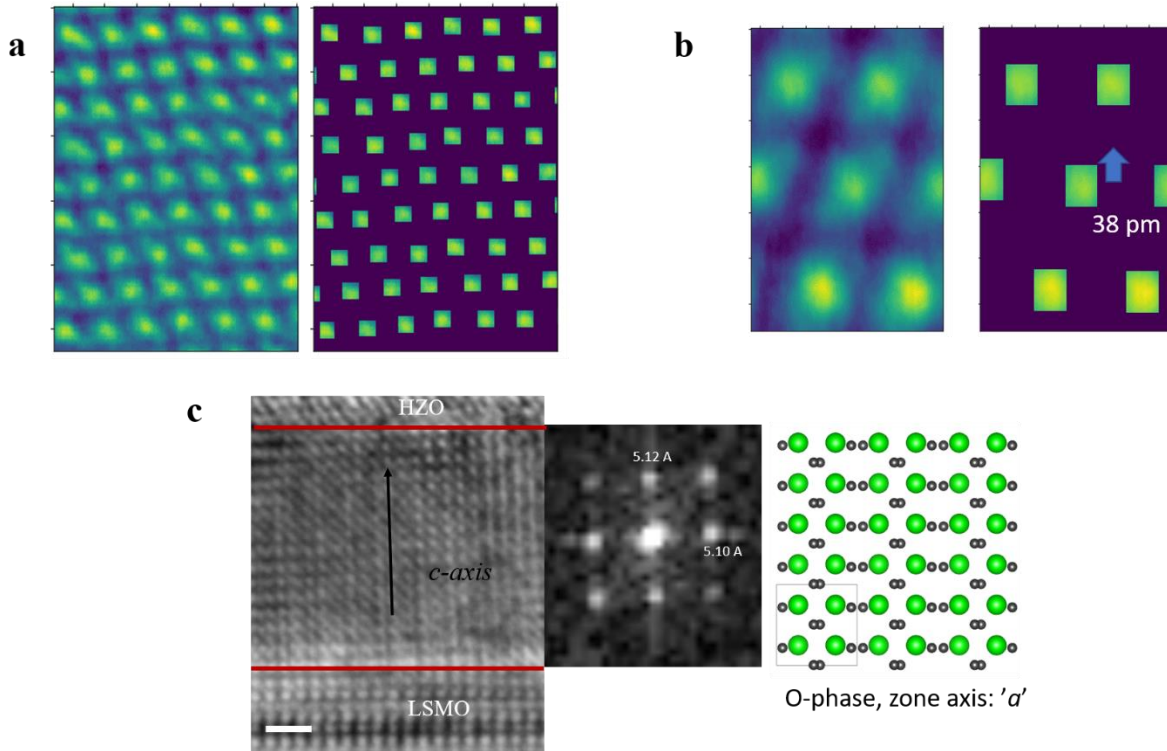 a
b
38 pm
c
HZO
c-axis
LSMO
5.12 A
5.10 A
O-phase, zone axis: 'a'